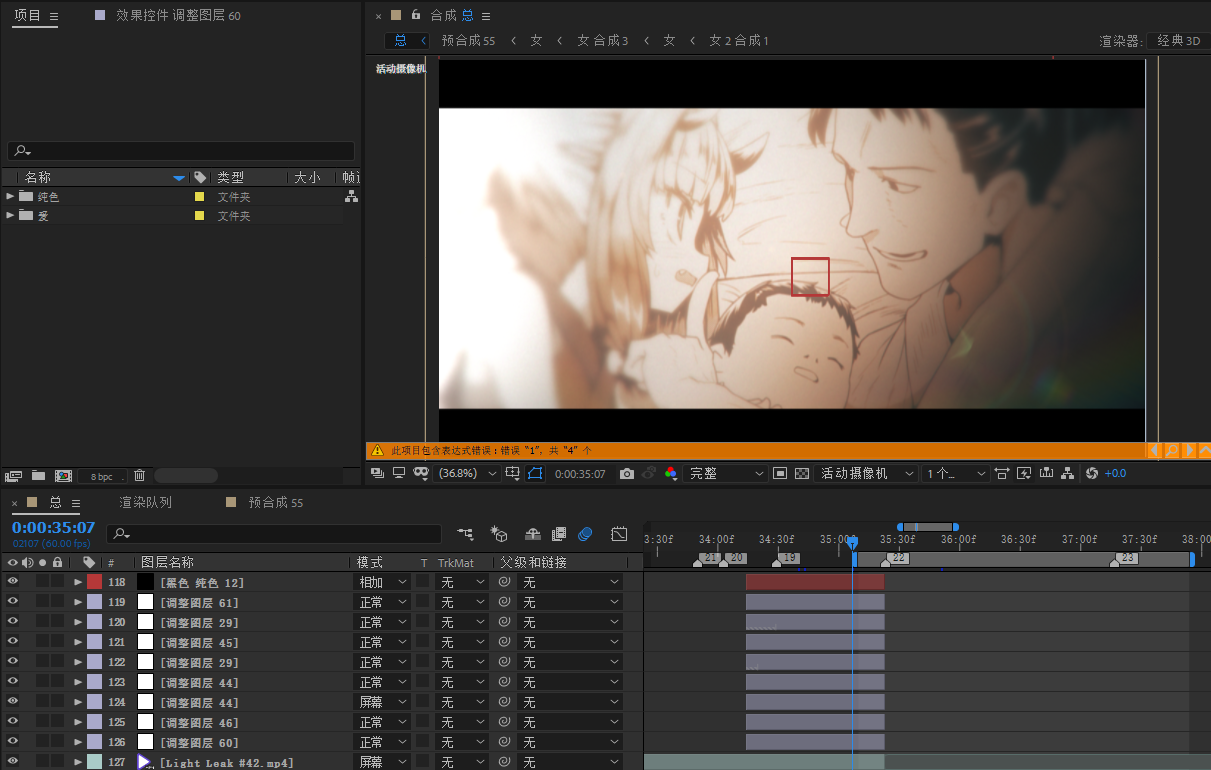 项目
效果控件 调整图层 60
名称
类型
大小
帧
纯色
文件夹
爱
文件夹
8 bpc
合成 总
总 < 预合成 55 < 女 < 女 合成 3 < 女 < 女 2 合成 1
渲染器: 经典 3D
活动摄像机
此项目包含表达式错误：错误 “1”，共 “4” 个
(36.8%)
0:00:35:07
完整
活动摄像机
1 个...
+0.0
总
渲染队列
预合成 55
0:00:35:07
02107 (60.00 fps)
3:30f
34:00f
34:30f
35:00f
35:30f
36:00f
36:30f
37:00f
37:30f
38:00
21
20
19
22
23
# 图层名称 模式 T TrkMat 父级和链接
118 [黑色 纯色 12] 相加 无 无
119 [调整图层 61] 正常 无 无
120 [调整图层 29] 正常 无 无
121 [调整图层 45] 正常 无 无
122 [调整图层 29] 正常 无 无
123 [调整图层 44] 正常 无 无
124 [调整图层 44] 屏幕 无 无
125 [调整图层 46] 正常 无 无
126 [调整图层 60] 正常 无 无
127 [Light Leak #42.mp4] 屏幕 无 无